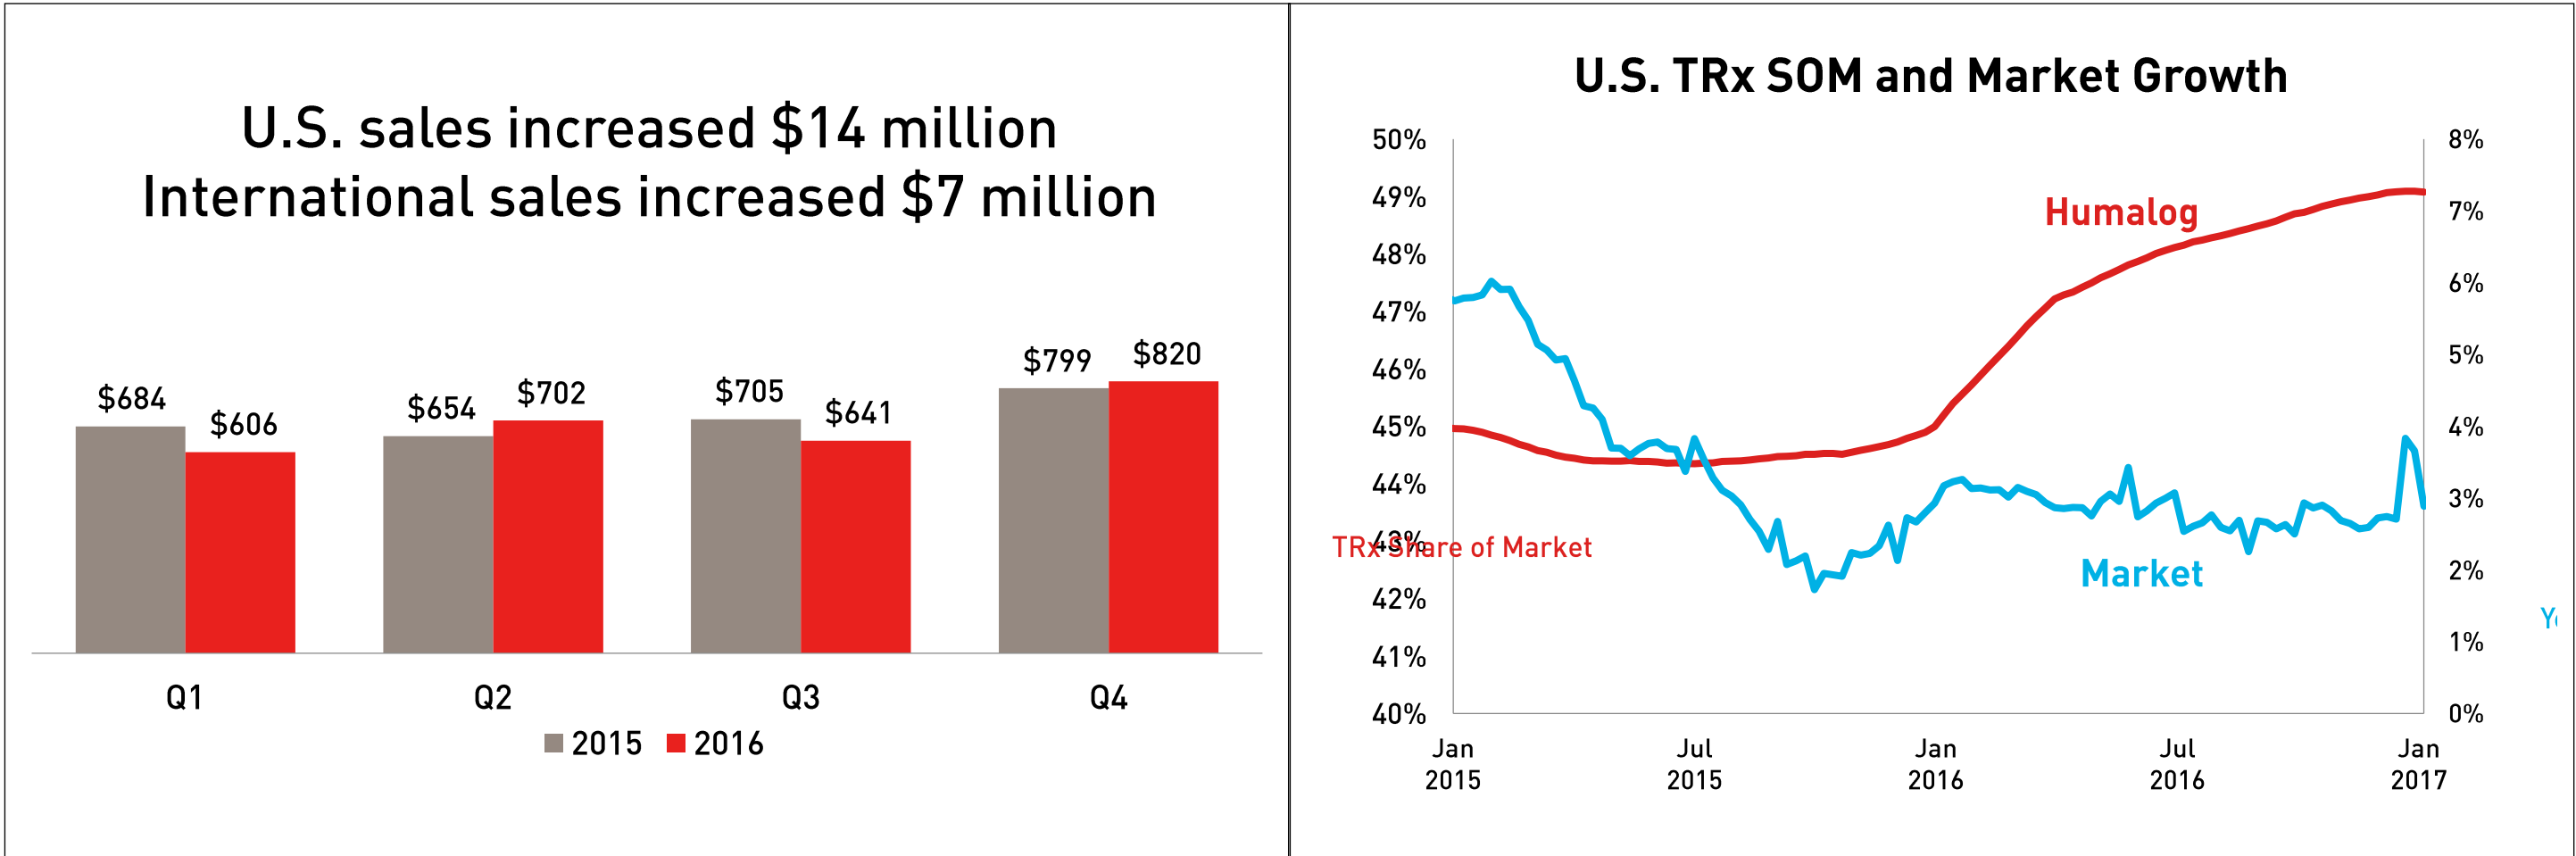 U.S. sales increased $14 million
International sales increased $7 million
$684
$606
$654
$702
$705
$641
$799
$820
Q1
Q2
Q3
Q4
2015
2016
U.S. TRx SOM and Market Growth
50%
49%
48%
47%
46%
45%
44%
43%
42%
41%
40%
TRx Share of Market
Humalog
Market
8%
7%
6%
5%
4%
3%
2%
1%
0%
Jan
2015
Jul
2015
Jan
2016
Jul
2016
Jan
2017